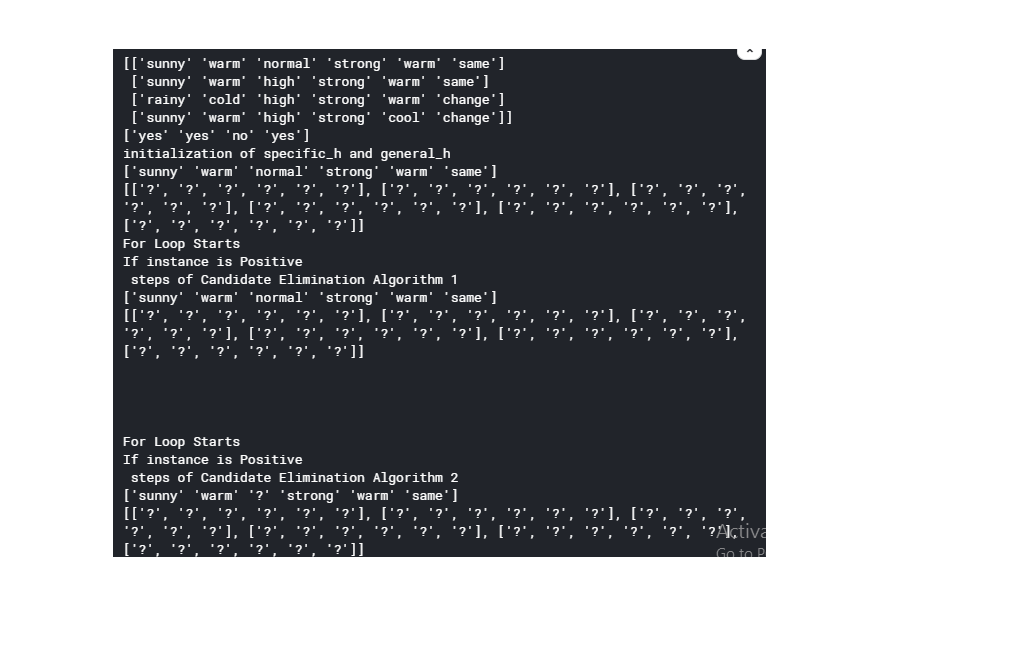 [['sunny' 'warm' 'normal' 'strong' 'warm' 'same']
 ['sunny' 'warm' 'high' 'strong' 'warm' 'same']
 ['rainy' 'cold' 'high' 'strong' 'warm' 'change']
 ['sunny' 'warm' 'high' 'strong' 'cool' 'change']]
['yes' 'yes' 'no' 'yes']
initialization of specific_h and general_h
['sunny' 'warm' 'normal' 'strong' 'warm' 'same']
[['?', '?', '?', '?', '?', '?'], ['?', '?', '?', '?', '?', '?'], ['?', '?', '?',
'?', '?', '?'], ['?', '?', '?', '?', '?', '?'], ['?', '?', '?', '?', '?', '?'],
['?', '?', '?', '?', '?', '?']]
For Loop Starts
If instance is Positive
 steps of Candidate Elimination Algorithm 1
['sunny' 'warm' 'normal' 'strong' 'warm' 'same']
[['?', '?', '?', '?', '?', '?'], ['?', '?', '?', '?', '?', '?'], ['?', '?', '?',
'?', '?', '?'], ['?', '?', '?', '?', '?', '?'], ['?', '?', '?', '?', '?', '?'],
['?', '?', '?', '?', '?', '?']]
For Loop Starts
If instance is Positive
 steps of Candidate Elimination Algorithm 2
['sunny' 'warm' '?' 'strong' 'warm' 'same']
[['?', '?', '?', '?', '?', '?'], ['?', '?', '?', '?', '?', '?'], ['?', '?', '?',
'?', '?', '?'], ['?', '?', '?', '?', '?', '?'], ['?', '?', '?', '?', '?', '?'],
Activa
['?', '?', '?', '?', '?', '?']]
Go to P